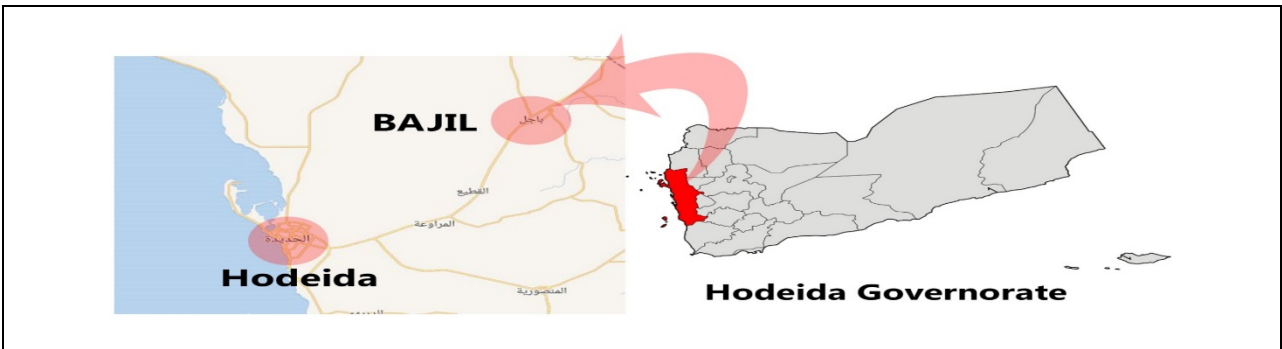 BAJIL
باجل
القطيع
المراوعة
الحديدة
Hodeida
المنصورية
Hodeida Governorate